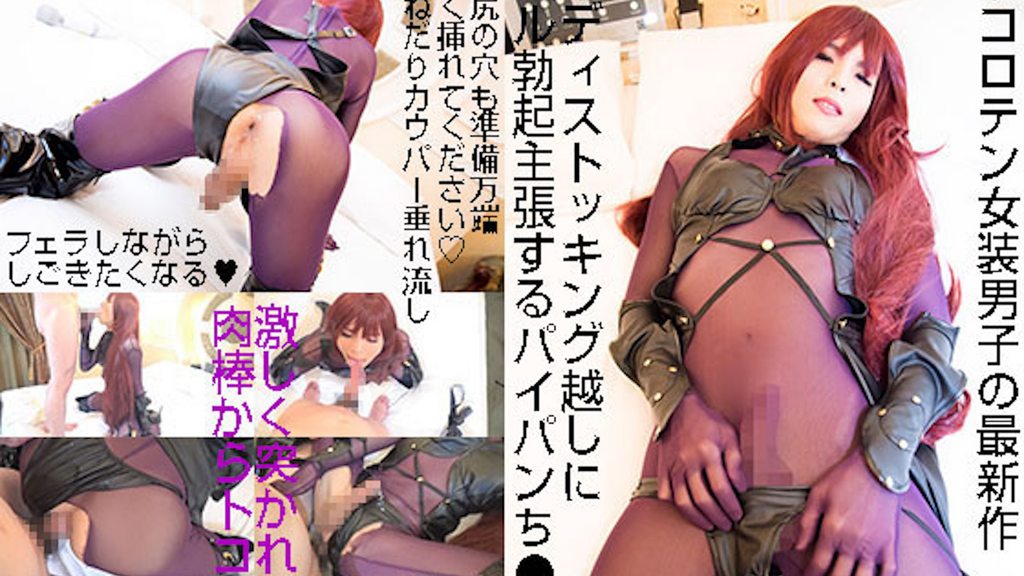 コロテン女装男子の最新作
ディストッキング越しに
ル勃起主張するパイパンち●
尻の穴も準備万端
く挿れてください♡
ねだりカウパー垂れ流し
フェラしながら
しごきたくなる♥
激しく突かれ
肉棒からトコ